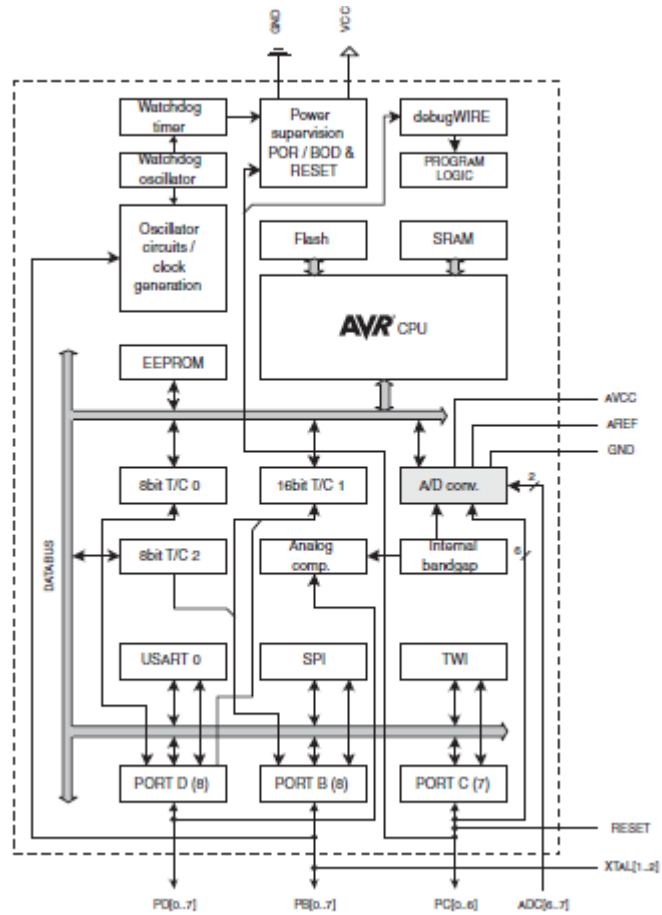 GND
VCC
Watchdog
timer
Power
supervision
POR / BOD &
RESET
debugWIRE
Watchdog
oscillator
PROGRAM
LOGIC
Oscillator
circuits /
clock
generation
Flash
SRAM
AVR CPU
EEPROM
AVCC
AREF
GND
8bit T/C 0
16bit T/C 1
A/D conv.
2
DATABUS
8bit T/C 2
Analog
comp.
Internal
bandgap
6
USART 0
SPI
TWI
PORT D (8)
PORT B (8)
PORT C (7)
RESET
XTAL[1..2]
PD[0..7]
PB[0..7]
PC[0..6]
ADC[6..7]